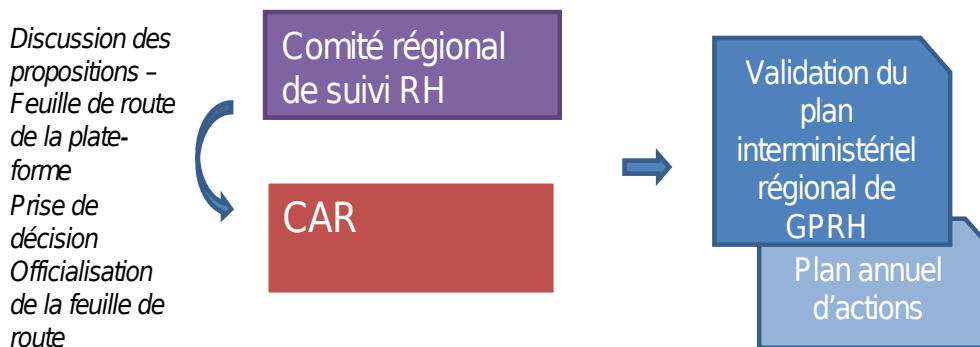 Discussion des
propositions –
Feuille de route
de la plate-
forme
Prise de
décision
Officialisation
de la feuille de
route
Comité régional
de suivi RH
CAR
Validation du
plan
interministériel
régional de
GPRH
Plan annuel
d’actions